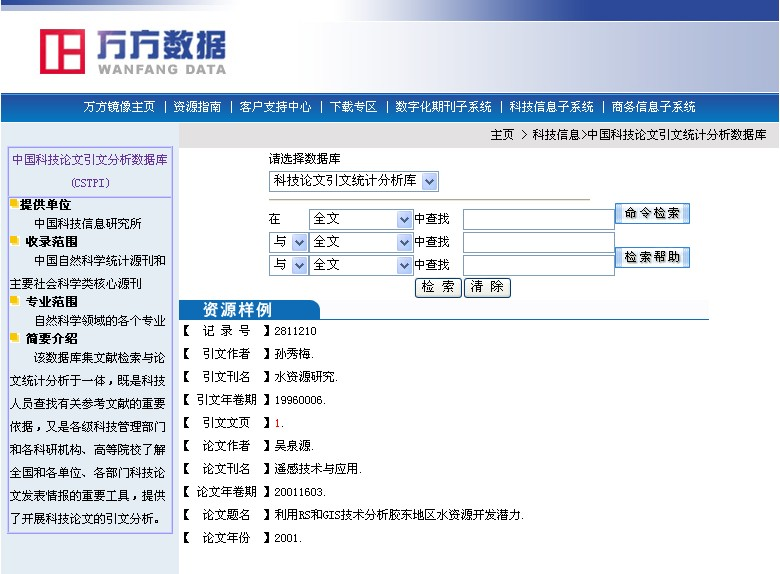 万方数据
WANFANG DATA
万方镜像主页 | 资源指南 | 客户支持中心 | 下载专区 | 数字化期刊子系统 | 科技信息子系统 | 商务信息子系统
主页 > 科技信息>中国科技论文引文统计分析数据库
中国科技论文引文分析数据库
(CSTPI)
提供单位
中国科技信息研究所
收录范围
中国自然科学统计源刊和
主要社会科学类核心源刊
专业范围
自然科学领域的各个专业
简要介绍
该数据库集文献检索与论
文统计分析于一体，既是科技
人员查找有关参考文献的重要
依据，又是各级科技管理部门
和各科研机构、高等院校了解
全国和各单位、各部门科技论
文发表情报的重要工具，提供
了开展科技论文的引文分析。
请选择数据库
科技论文引文统计分析库
在 全文 中查找 命令检索
与 全文 中查找
与 全文 中查找 检索帮助
检 索 清 除
资源样例
【 记 录 号 】2811210
【 引文作者 】孙秀梅.
【 引文刊名 】水资源研究.
【 引文年卷期 】19960006.
【 引文文页 】1.
【 论文作者 】吴泉源.
【 论文刊名 】遥感技术与应用.
【 论文年卷期 】20011603.
【 论文题名 】利用RS和GIS技术分析胶东地区水资源开发潜力.
【 论文年份 】2001.